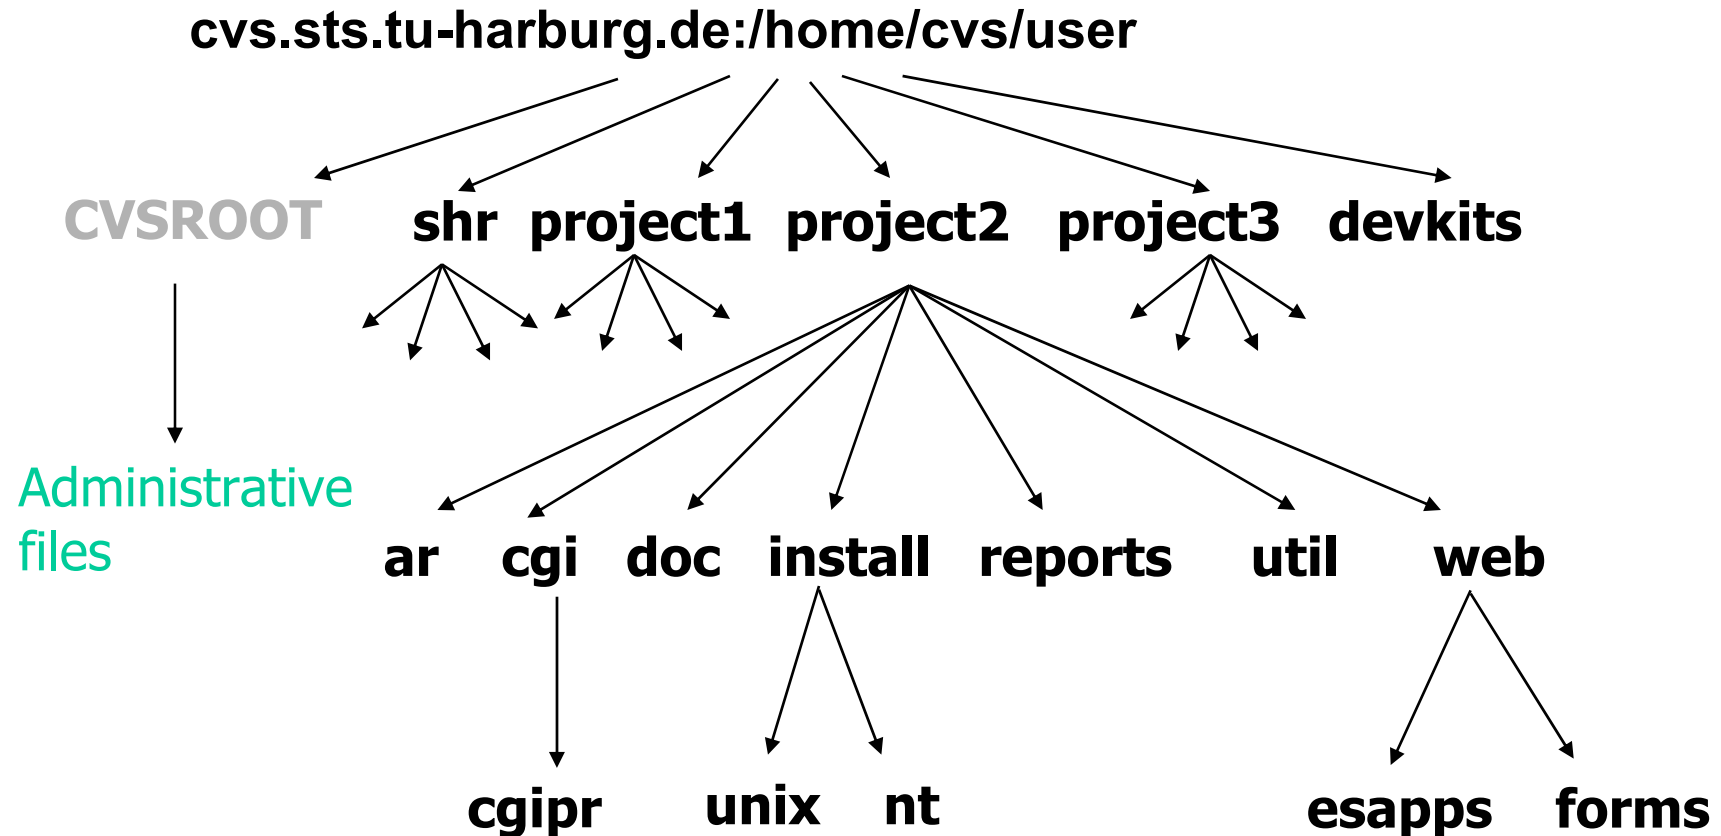 cvs.sts.tu-harburg.de:/home/cvs/user
CVSROOT shr project1 project2 project3 devkits
Administrative
files
ar cgi doc install reports util web
cgipr unix nt esapps forms